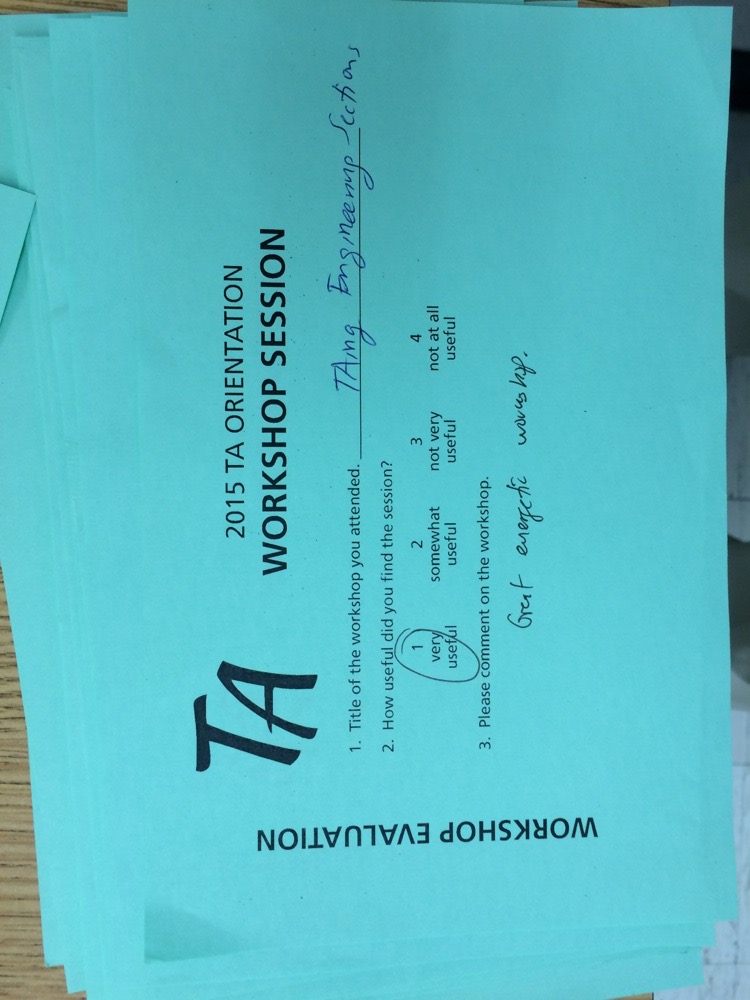 TA
2015 TA ORIENTATION
WORKSHOP SESSION
1. Title of the workshop you attended. TAing Engineering Sections
2. How useful did you find the session?
1 2 3 4
very somewhat not very not at all
useful useful useful useful
3. Please comment on the workshop.
Great energetic workshop.
WORKSHOP EVALUATION